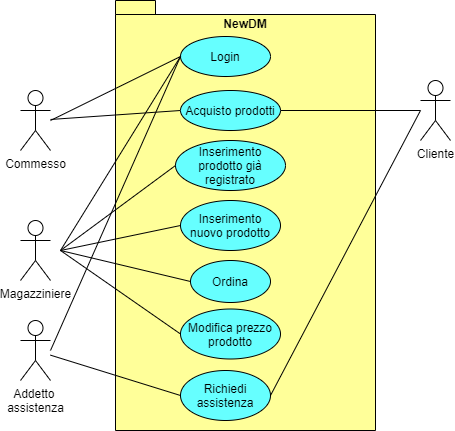 NewDM
Login
Acquisto prodotti
Inserimento
prodotto già
registrato
Inserimento
nuovo prodotto
Ordina
Modifica prezzo
prodotto
Richiedi
assistenza
Commesso
Magazziniere
Addetto
assistenza
Cliente